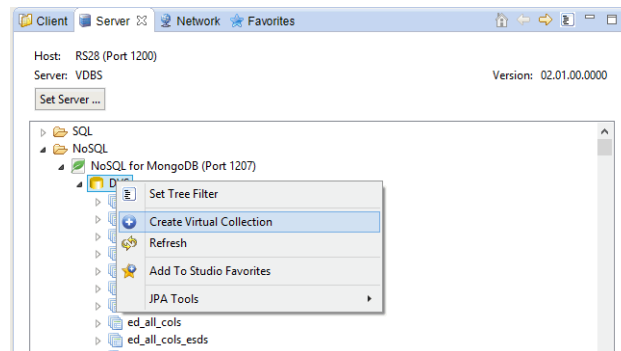 Client Server Network Favorites
Host: RS28 (Port 1200)
Server: VDBS Version: 02.01.00.0000
Set Server ...
SQL
NoSQL
NoSQL for MongoDB (Port 1207)
Set Tree Filter
Create Virtual Collection
Refresh
Add To Studio Favorites
JPA Tools
ed_all_cols
ed_all_cols_esds